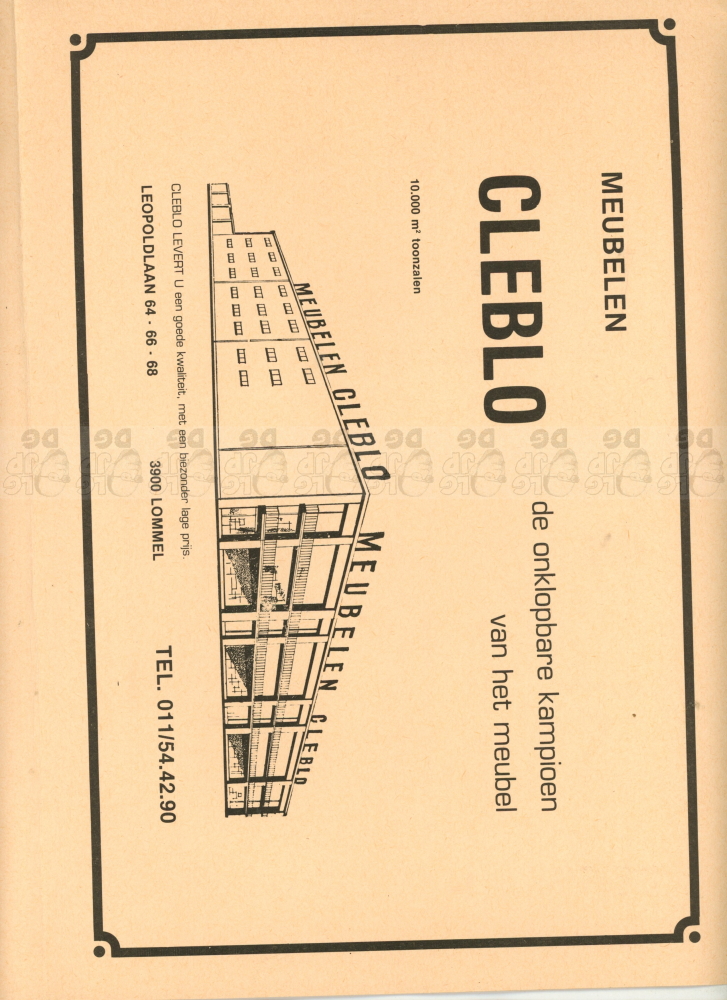 MEUBELEN
CLEBLO
de onklopbare kampioen
van het meubel
10.000 m² toonzalen
MEUBELEN CLEBLO
MEUBELEN CLEBLO
CLEBLO LEVERT U een goede kwaliteit, met een biezonder lage prijs.
LEOPOLDLAAN 64 - 66 - 68 3900 LOMMEL TEL. 011/54.42.90